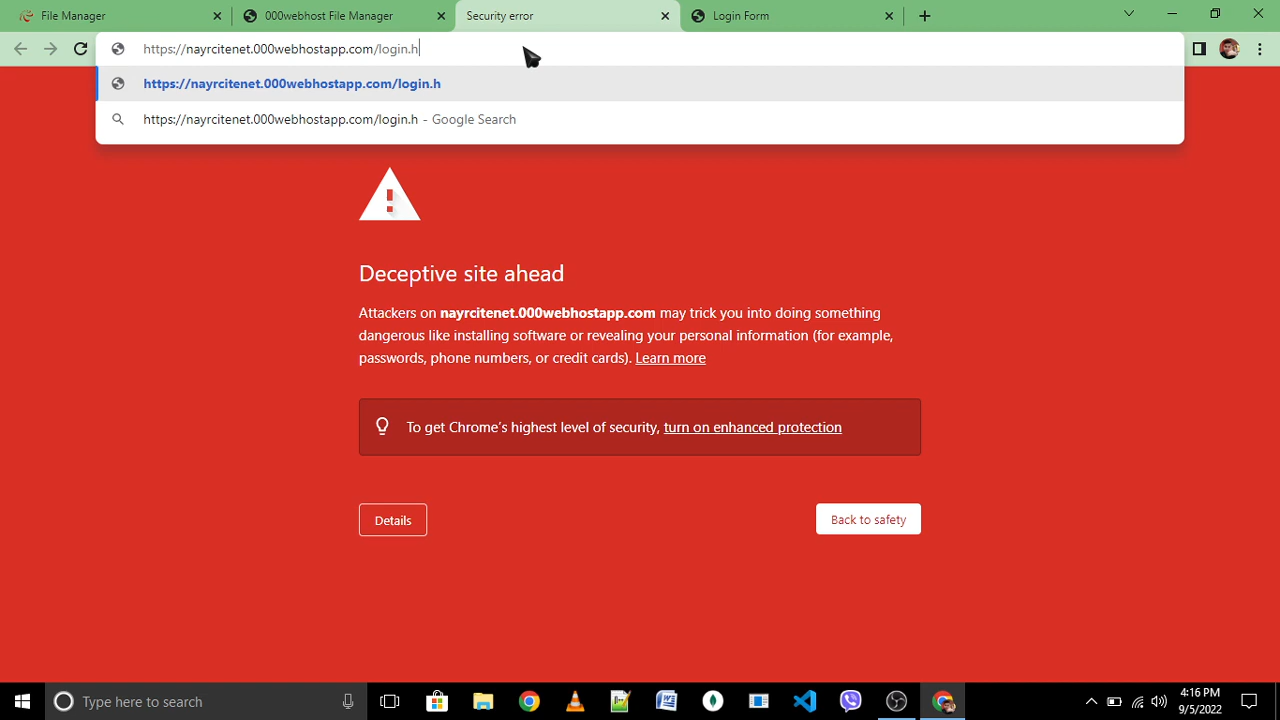 File Manager
000webhost File Manager
Security error
Login Form
https://nayrcitenet.000webhostapp.com/login.h
https://nayrcitenet.000webhostapp.com/login.h
https://nayrcitenet.000webhostapp.com/login.h - Google Search
Deceptive site ahead
Attackers on nayrcitenet.000webhostapp.com may trick you into doing something
dangerous like installing software or revealing your personal information (for example,
passwords, phone numbers, or credit cards). Learn more
To get Chrome's highest level of security, turn on enhanced protection
Details
Back to safety
Type here to search
4:16 PM
9/5/2022